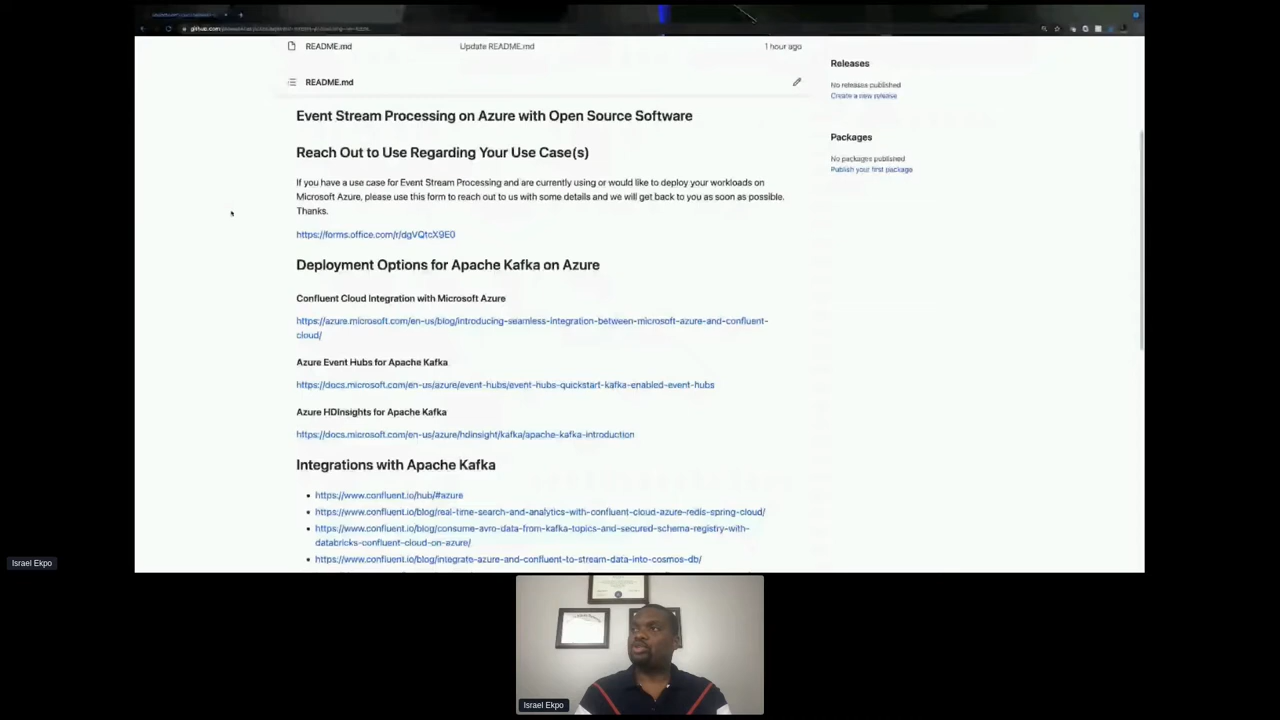 github.com
README.md Update README.md 1 hour ago
README.md
Event Stream Processing on Azure with Open Source Software
Reach Out to Use Regarding Your Use Case(s)
If you have a use case for Event Stream Processing and are currently using or would like to deploy your workloads on
Microsoft Azure, please use this form to reach out to us with some details and we will get back to you as soon as possible.
Thanks.
https://forms.office.com/r/dgVQtcX9E0
Deployment Options for Apache Kafka on Azure
Confluent Cloud Integration with Microsoft Azure
https://azure.microsoft.com/en-us/blog/introducing-seamless-integration-between-microsoft-azure-and-confluent-
cloud/
Azure Event Hubs for Apache Kafka
https://docs.microsoft.com/en-us/azure/event-hubs/event-hubs-quickstart-kafka-enabled-event-hubs
Azure HDInsights for Apache Kafka
https://docs.microsoft.com/en-us/azure/hdinsight/kafka/apache-kafka-introduction
Integrations with Apache Kafka
https://www.confluent.io/hub/#azure
https://www.confluent.io/blog/real-time-search-and-analytics-with-confluent-cloud-azure-redis-spring-cloud/
https://www.confluent.io/blog/consume-avro-data-from-kafka-topics-and-secured-schema-registry-with-
databricks-confluent-cloud-on-azure/
https://www.confluent.io/blog/integrate-azure-and-confluent-to-stream-data-into-cosmos-db/
Releases
No releases published
Create a new release
Packages
No packages published
Publish your first package
Israel Ekpo
Israel Ekpo